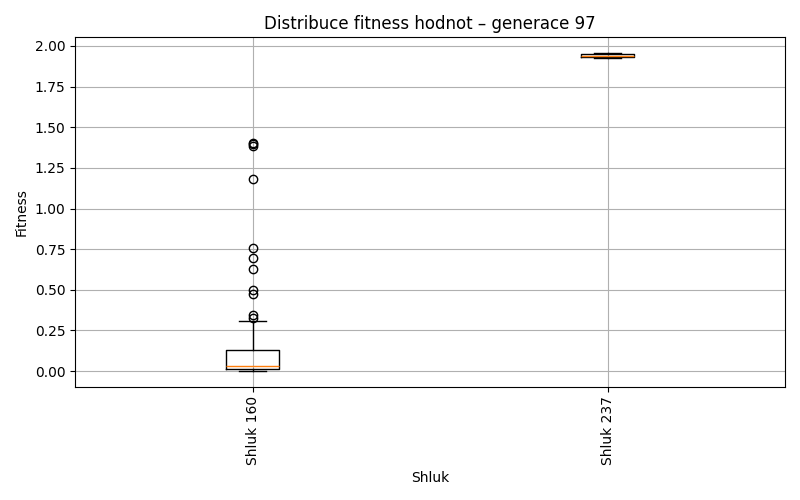 Distribuce fitness hodnot – generace 97
2.00
1.75
1.50
1.25
1.00
0.75
0.50
0.25
0.00
Fitness
Shluk 160
Shluk 237
Shluk